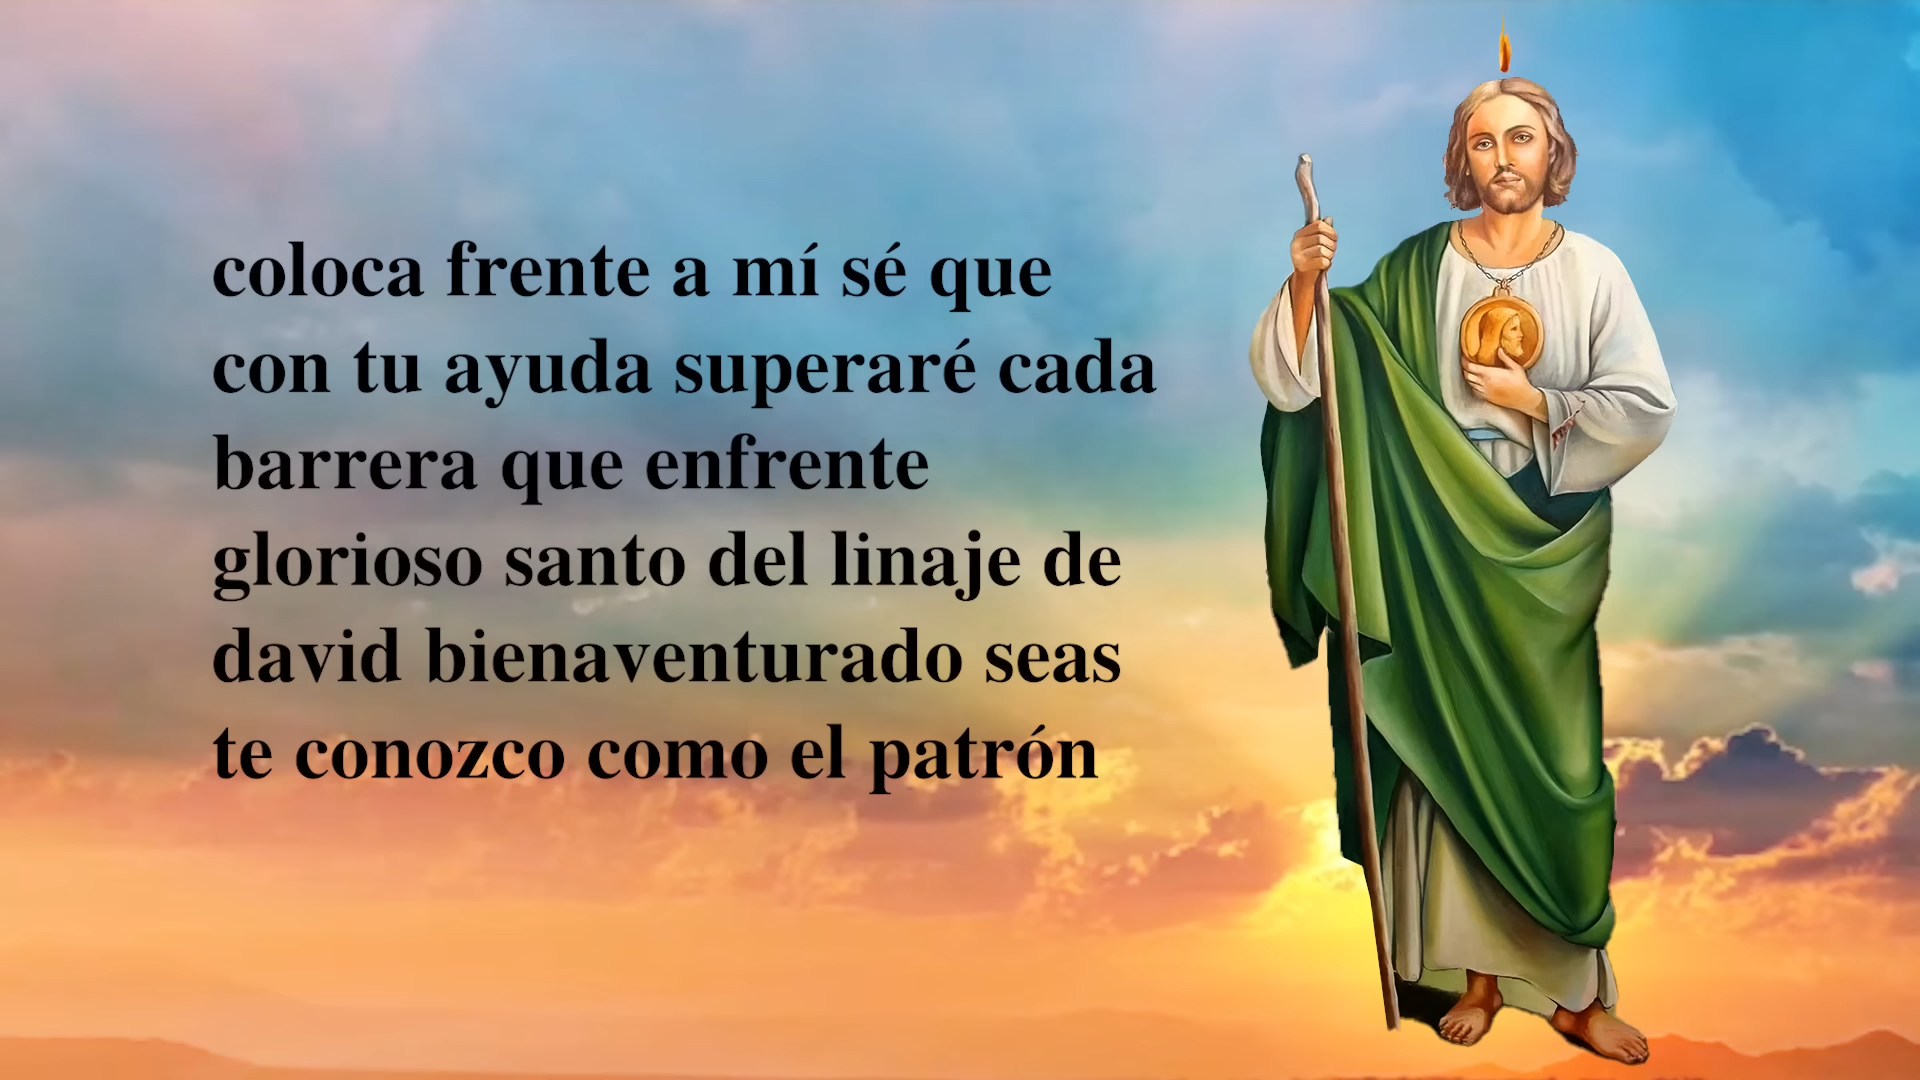 coloca frente a mí sé que
con tu ayuda superaré cada
barrera que enfrente
glorioso santo del linaje de
david bienaventurado seas
te conozco como el patrón